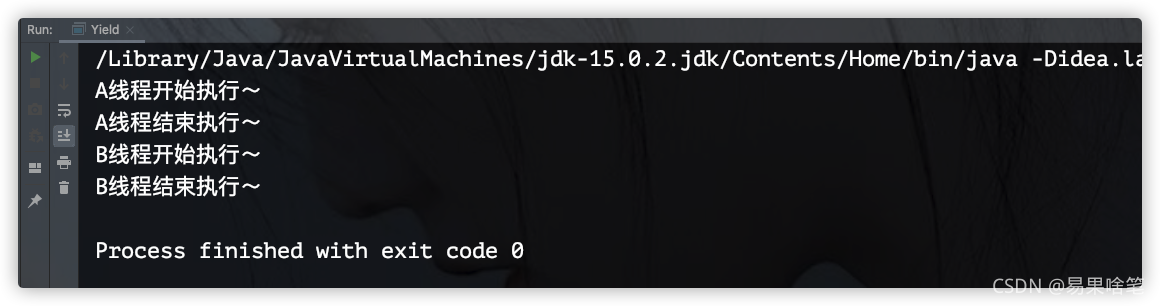 Run: Yield ×
/Library/Java/JavaVirtualMachines/jdk-15.0.2.jdk/Contents/Home/bin/java -Didea.la
A线程开始执行～
A线程结束执行～
B线程开始执行～
B线程结束执行～
Process finished with exit code 0
CSDN @易果啥笔